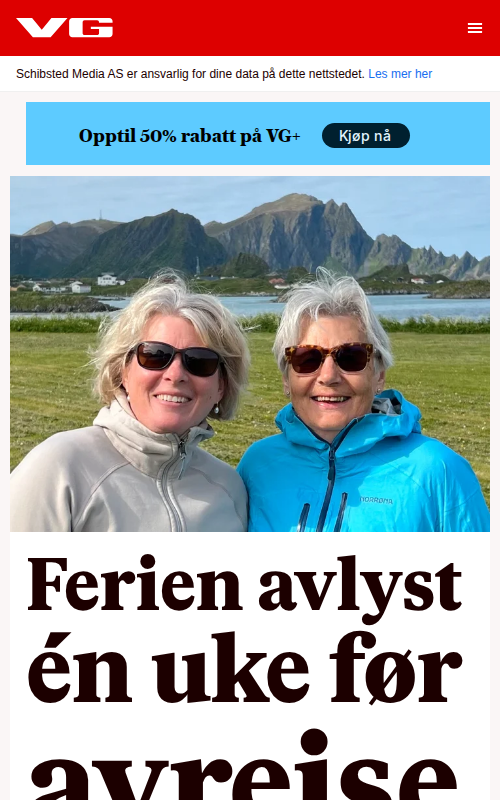 VG
Schibsted Media AS er ansvarlig for dine data på dette nettstedet. Les mer her
Opptil 50% rabatt på VG+ Kjøp nå
NORRØNA
Ferien avlyst
én uke før
avreise